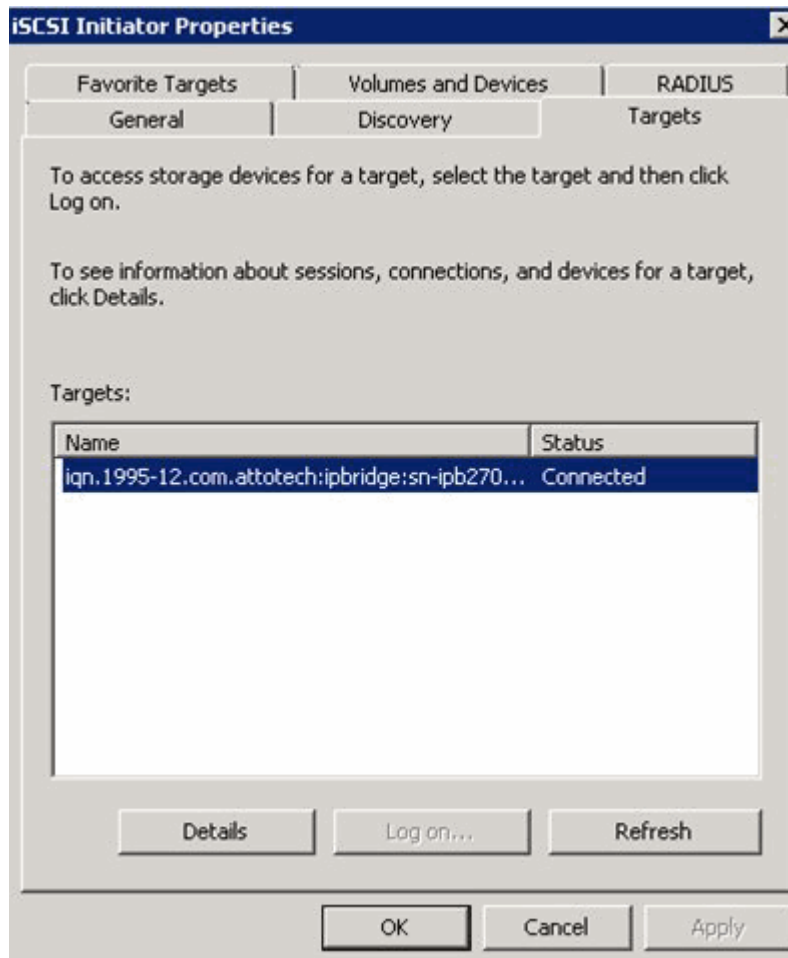 iSCSI Initiator Properties
Favorite Targets
Volumes and Devices
RADIUS
General
Discovery
Targets
To access storage devices for a target, select the target and then click
Log on.
To see information about sessions, connections, and devices for a target,
click Details.
Targets:
Name
Status
iqn.1995-12.com.attotech:ipbridge:sn-ipb270...
Connected
Details
Log on...
Refresh
OK
Cancel
Apply